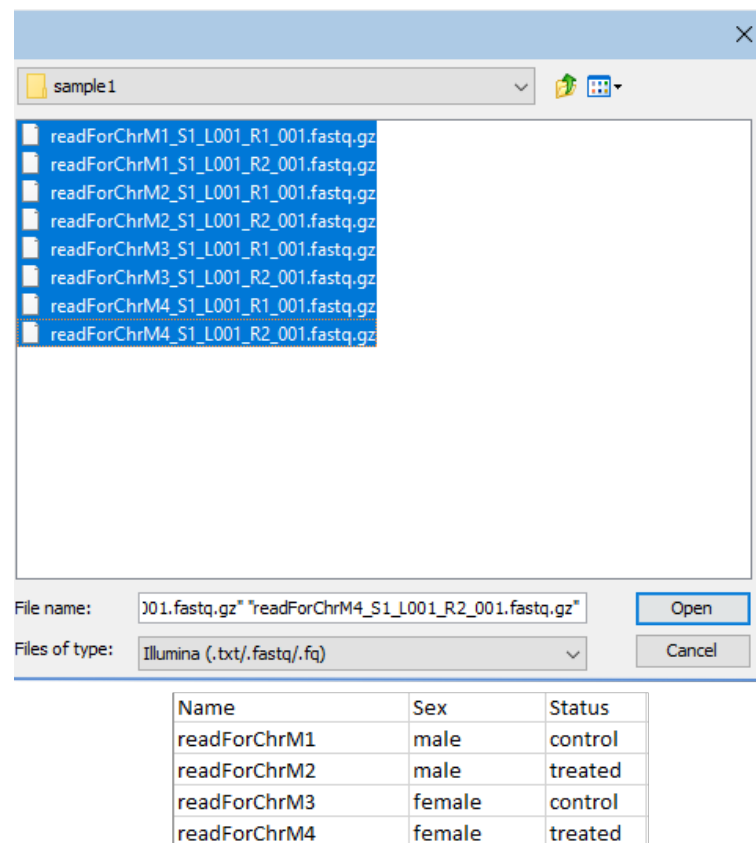 sample1
readForChrM1_S1_L001_R1_001.fastq.gz
readForChrM1_S1_L001_R2_001.fastq.gz
readForChrM2_S1_L001_R1_001.fastq.gz
readForChrM2_S1_L001_R2_001.fastq.gz
readForChrM3_S1_L001_R1_001.fastq.gz
readForChrM3_S1_L001_R2_001.fastq.gz
readForChrM4_S1_L001_R1_001.fastq.gz
readForChrM4_S1_L001_R2_001.fastq.gz
File name: 001.fastq.gz" "readForChrM4_S1_L001_R2_001.fastq.gz" Open
Files of type: Illumina (.txt/.fastq/.fq) Cancel
Name Sex Status
readForChrM1 male control
readForChrM2 male treated
readForChrM3 female control
readForChrM4 female treated